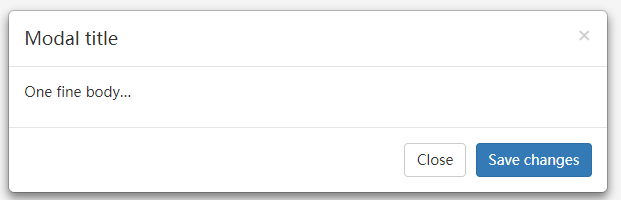 Modal title ×
One fine body...
Close Save changes